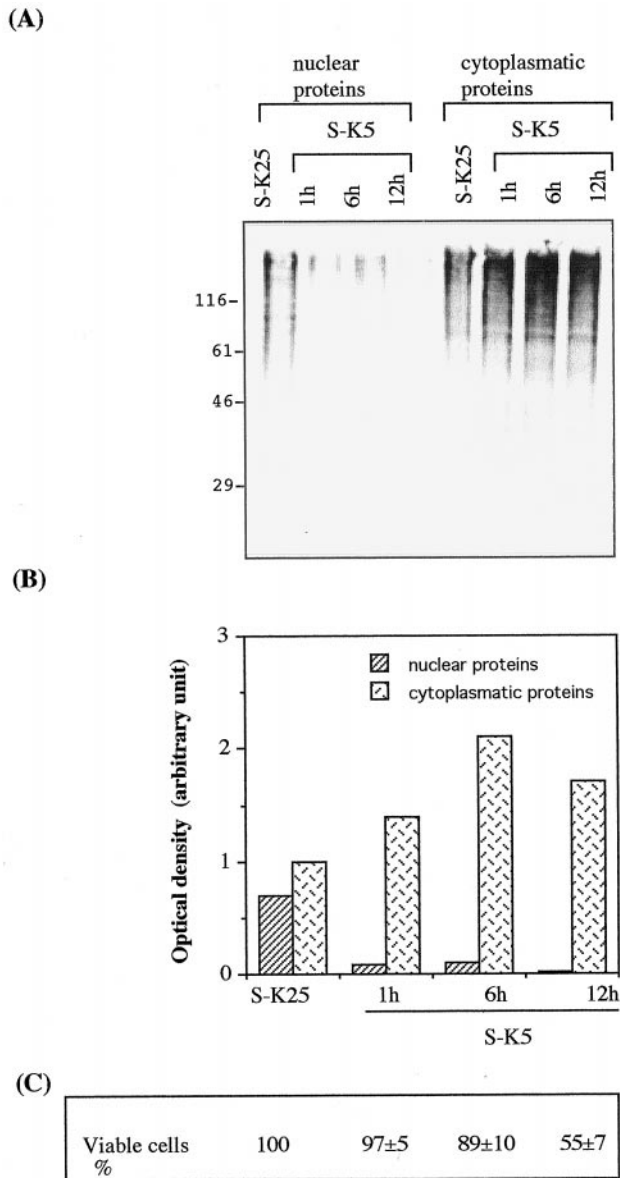 (A)
nuclear proteins
cytoplasmatic proteins
S-K5
S-K5
S-K25
1h
6h
12h
S-K25
1h
6h
12h
116-
61-
46-
29-
(B)
Optical density (arbitrary unit)
3
2
1
0
nuclear proteins
cytoplasmatic proteins
S-K25
1h
6h
12h
S-K5
(C)
Viable cells 100 97±5 89±10 55±7
%